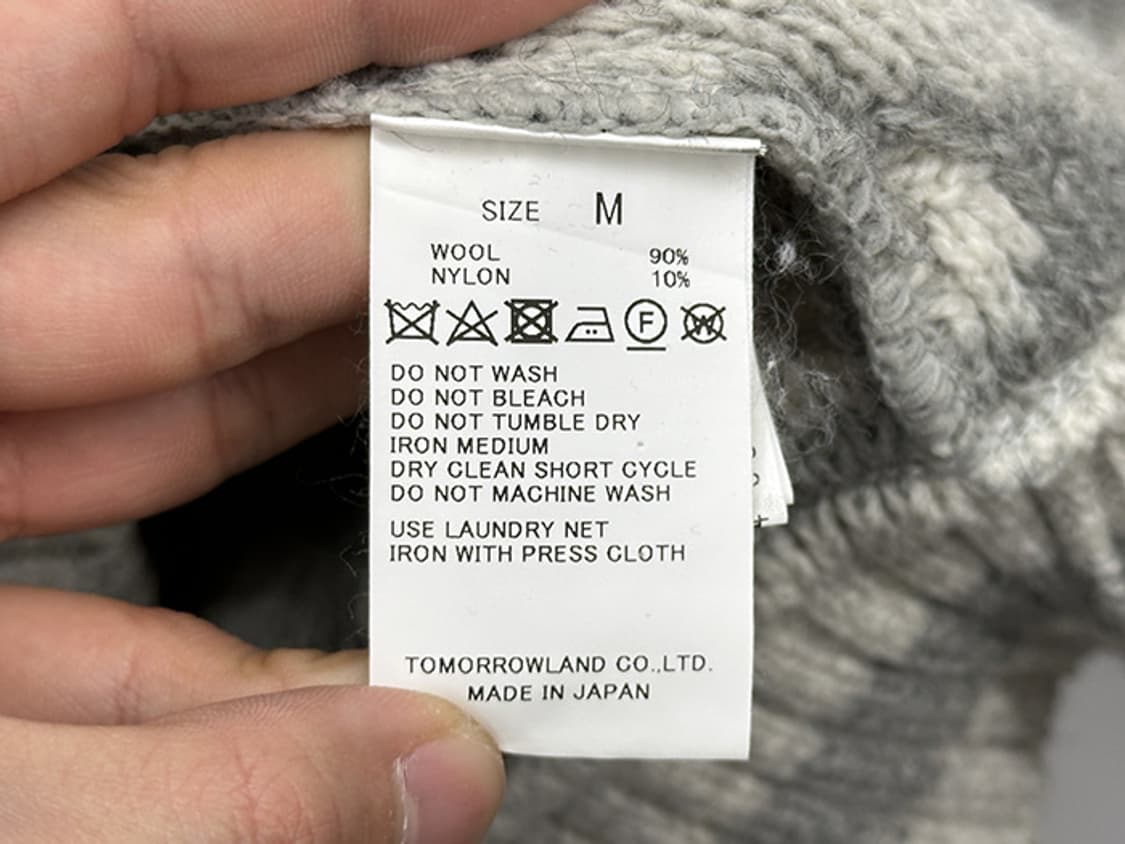 SIZE M
WOOL 90%
NYLON 10%
F W
DO NOT WASH
DO NOT BLEACH
DO NOT TUMBLE DRY
IRON MEDIUM
DRY CLEAN SHORT CYCLE
DO NOT MACHINE WASH
USE LAUNDRY NET
IRON WITH PRESS CLOTH
TOMORROWLAND CO.,LTD.
MADE IN JAPAN